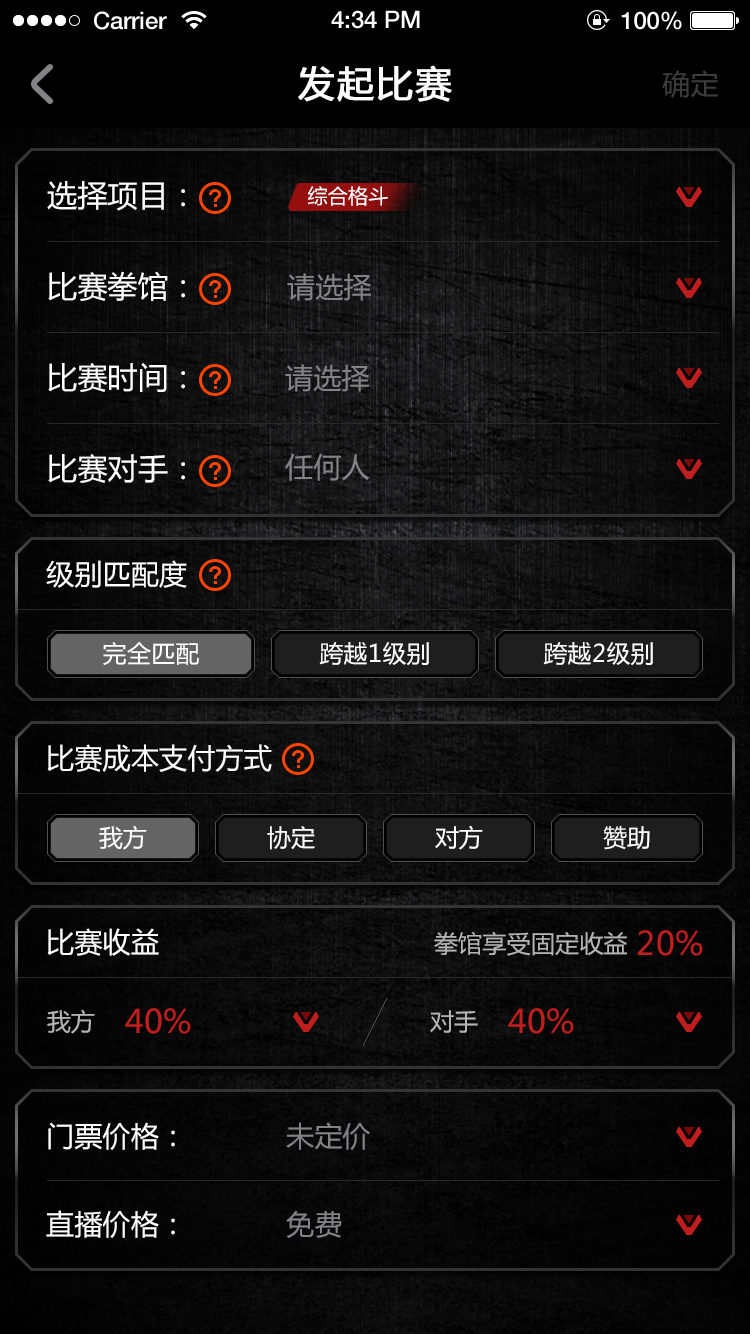 Carrier 4:34 PM 100%
发起比赛 确定
选择项目： ? 综合格斗
比赛拳馆： ? 请选择
比赛时间： ? 请选择
比赛对手： ? 任何人
级别匹配度 ?
完全匹配 跨越1级别 跨越2级别
比赛成本支付方式 ?
我方 协定 对方 赞助
比赛收益 拳馆享受固定收益 20%
我方 40% / 对手 40%
门票价格： 未定价
直播价格： 免费